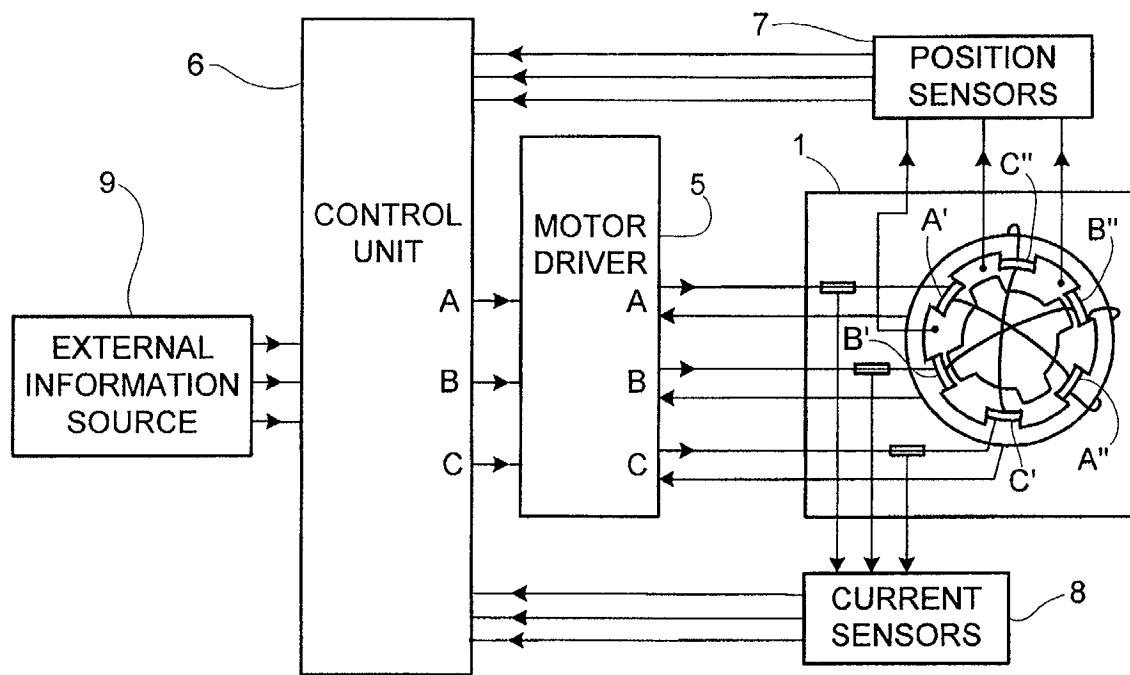 7
POSITION
SENSORS
6
1
C"
9
5
CONTROL
UNIT
MOTOR
DRIVER
A'
B"
A
A
EXTERNAL
INFORMATION
SOURCE
B'
B
B
C
C
C'
A"
CURRENT
SENSORS
8